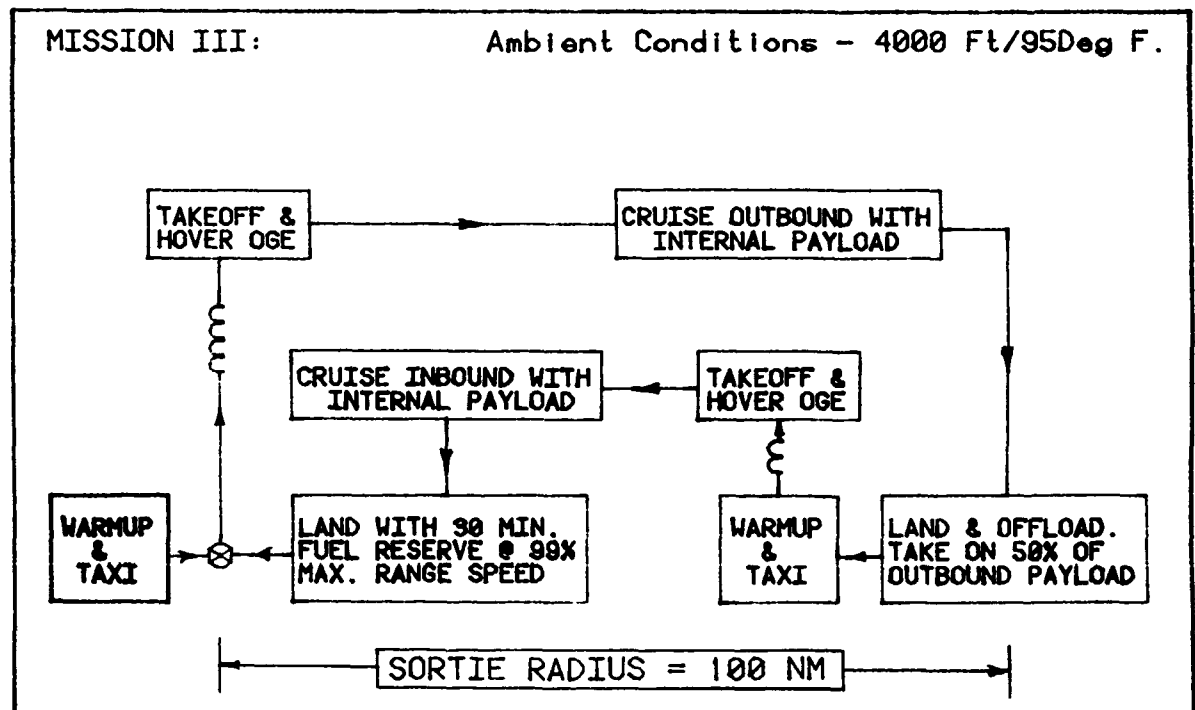 MISSION III: Ambient Conditions - 4000 Ft/95Deg F.
TAKEOFF &
HOVER OGE
CRUISE OUTBOUND WITH
INTERNAL PAYLOAD
CRUISE INBOUND WITH
INTERNAL PAYLOAD
TAKEOFF &
HOVER OGE
WARMUP
&
TAXI
LAND WITH 30 MIN.
FUEL RESERVE @ 99%
MAX. RANGE SPEED
WARMUP
&
TAXI
LAND & OFFLOAD.
TAKE ON 50% OF
OUTBOUND PAYLOAD
SORTIE RADIUS = 100 NM